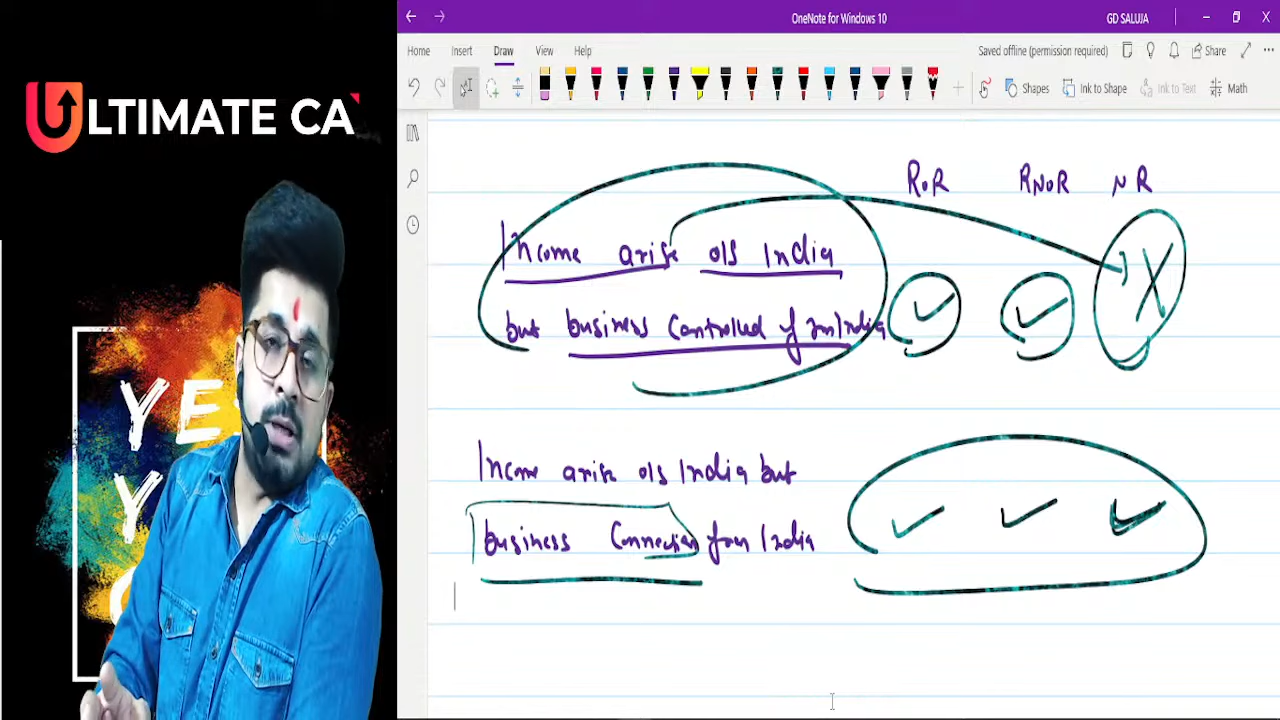 ULTIMATE CA
OneNote for Windows 10
GD SALUJA
Home Insert Draw View Help
Saved offline (permission required)
Share
Shapes
Ink to Shape
Ink to Text
Math
ROR RNOR NR
Income arise o/s India
but business Controlled from India
Income arise o/s India but
business Connection from India
YE
Y